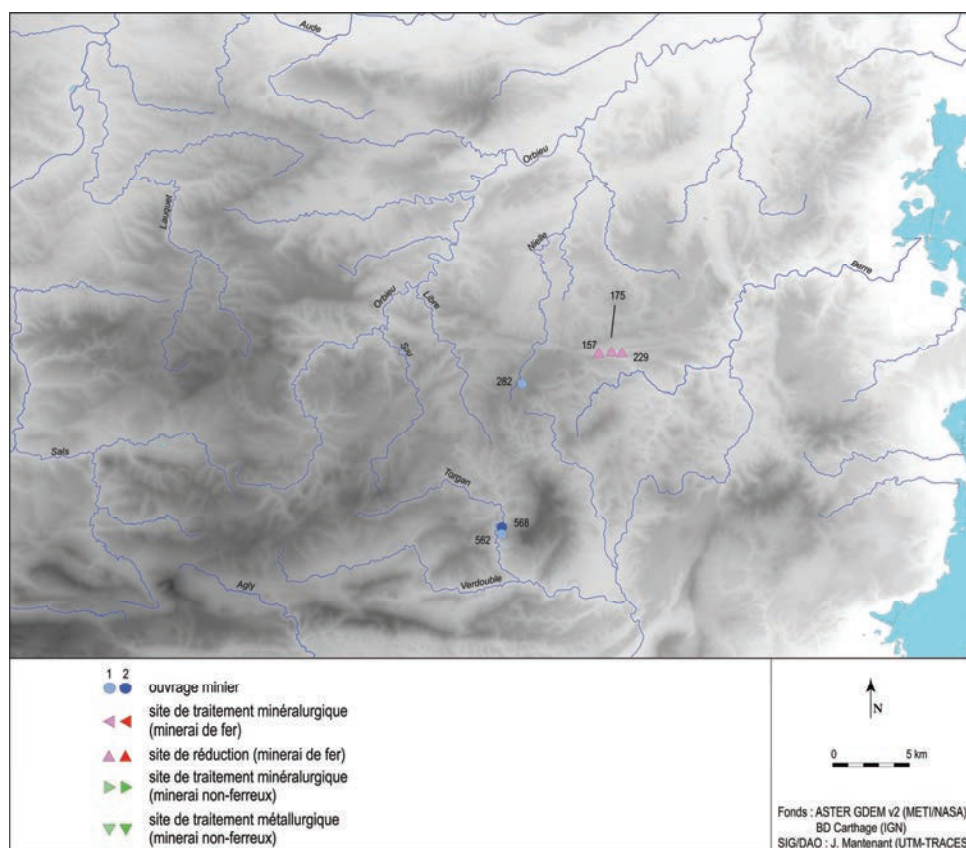 Aude
Orbieu
Lauquet
Nielle
Berre
Orbieu
Libre
Sou
175
157
229
282
Sals
Torgan
568
562
Agly
Verdouble
1 2
ouvrage minier
site de traitement minéralurgique
(minerai de fer)
site de réduction (minerai de fer)
site de traitement minéralurgique
(minerai non-ferreux)
site de traitement métallurgique
(minerai non-ferreux)
N
0 5 km
Fonds : ASTER GDEM v2 (METI/NASA)
BD Carthage (IGN)
SIG/DAO : J. Mantenant (UTM-TRACES